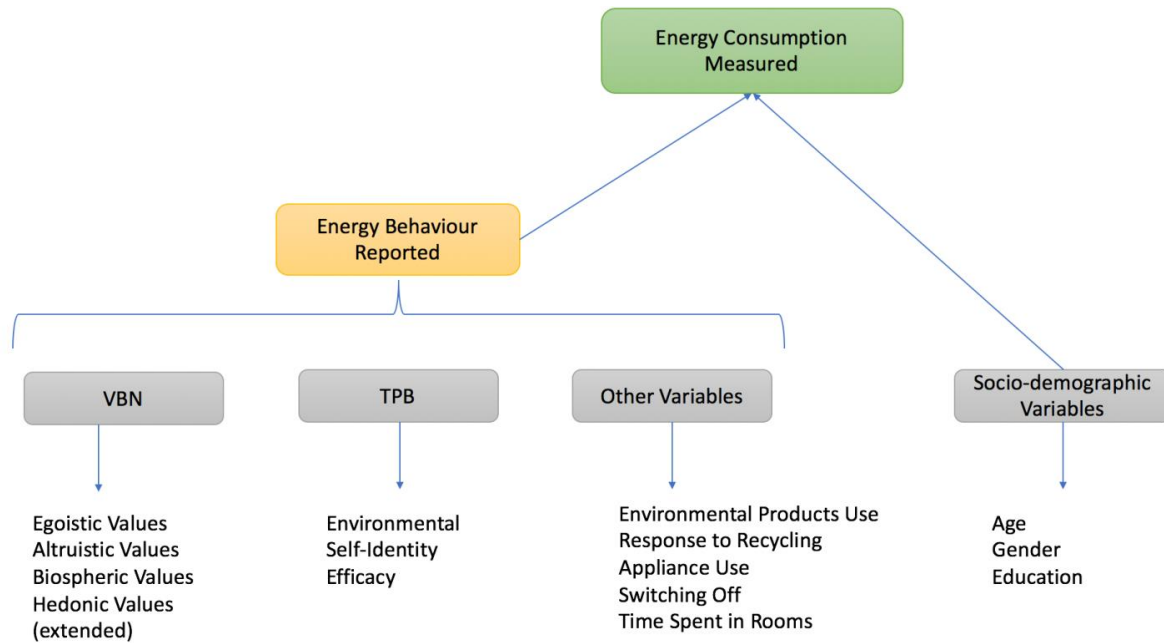 Energy Consumption
Measured
Energy Behaviour
Reported
VBN
TPB
Other Variables
Socio-demographic
Variables
Egoistic Values
Altruistic Values
Biospheric Values
Hedonic Values
(extended)
Environmental
Self-Identity
Efficacy
Environmental Products Use
Response to Recycling
Appliance Use
Switching Off
Time Spent in Rooms
Age
Gender
Education